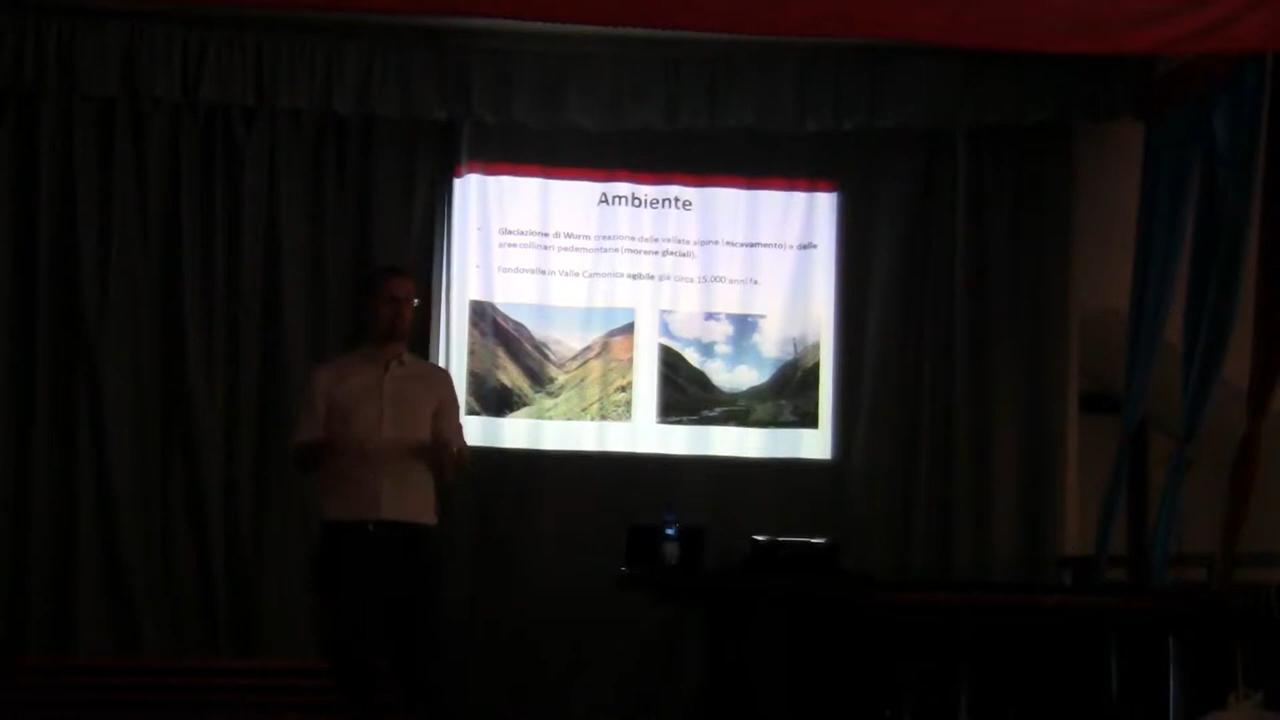 Ambiente
Glaciazione di Wurm creazione delle vallate alpine (escavamento) e delle
aree collinari pedemontane (morene glaciali).
Fondovalle in Valle Camonica agibile già circa 15.000 anni fa.